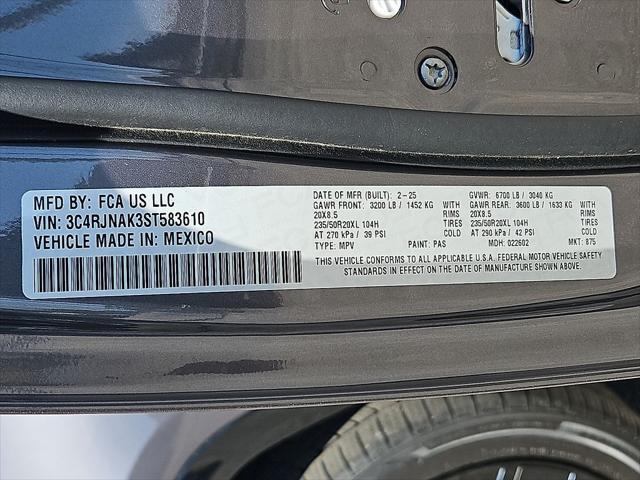 MFD BY: FCA US LLC
VIN: 3C4RJNAK3ST583610
VEHICLE MADE IN: MEXICO
DATE OF MFR (BUILT): 2-25 GVWR: 6700 LB / 3040 KG
GAWR FRONT: 3200 LB / 1452 KG WITH GAWR REAR: 3600 LB / 1633 KG WITH
20X8.5 RIMS 20X8.5 RIMS
235/50R20XL 104H TIRES 235/50R20XL 104H TIRES
AT 270 kPa / 39 PSI COLD AT 290 kPa / 42 PSI COLD
TYPE: MPV PAINT: PAS MDH: 022602 MKT: 875
THIS VEHICLE CONFORMS TO ALL APPLICABLE U.S.A. FEDERAL MOTOR VEHICLE SAFETY
STANDARDS IN EFFECT ON THE DATE OF MANUFACTURE SHOWN ABOVE.